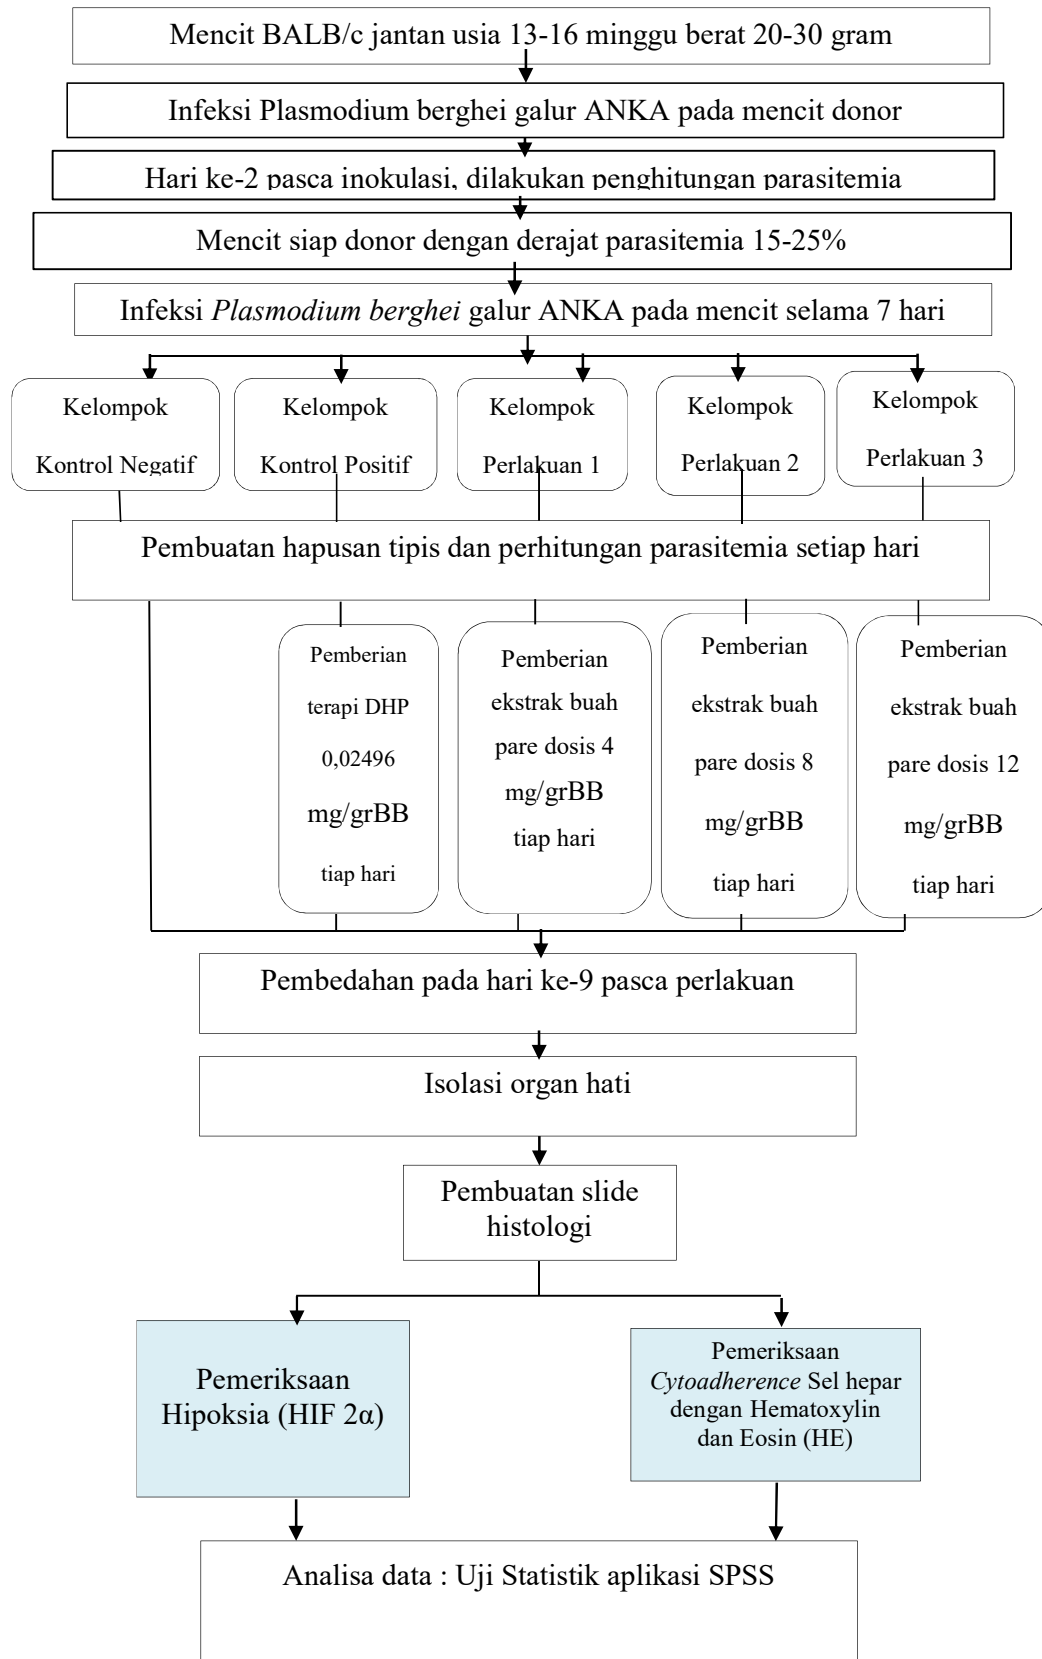 Mencit BALB/c jantan usia 13-16 minggu berat 20-30 gram
Infeksi Plasmodium berghei galur ANKA pada mencit donor
Hari ke-2 pasca inokulasi, dilakukan penghitungan parasitemia
Mencit siap donor dengan derajat parasitemia 15-25%
Infeksi Plasmodium berghei galur ANKA pada mencit selama 7 hari
Kelompok
Kontrol Negatif
Kelompok
Kontrol Positif
Kelompok
Perlakuan 1
Kelompok
Perlakuan 2
Kelompok
Perlakuan 3
Pembuatan hapusan tipis dan perhitungan parasitemia setiap hari
Pemberian
terapi DHP
0,02496
mg/grBB
tiap hari
Pemberian
ekstrak buah
pare dosis 4
mg/grBB
tiap hari
Pemberian
ekstrak buah
pare dosis 8
mg/grBB
tiap hari
Pemberian
ekstrak buah
pare dosis 12
mg/grBB
tiap hari
Pembedahan pada hari ke-9 pasca perlakuan
Isolasi organ hati
Pembuatan slide
histologi
Pemeriksaan
Hipoksia (HIF 2α)
Pemeriksaan
Cytoadherence Sel hepar
dengan Hematoxylin
dan Eosin (HE)
Analisa data : Uji Statistik aplikasi SPSS